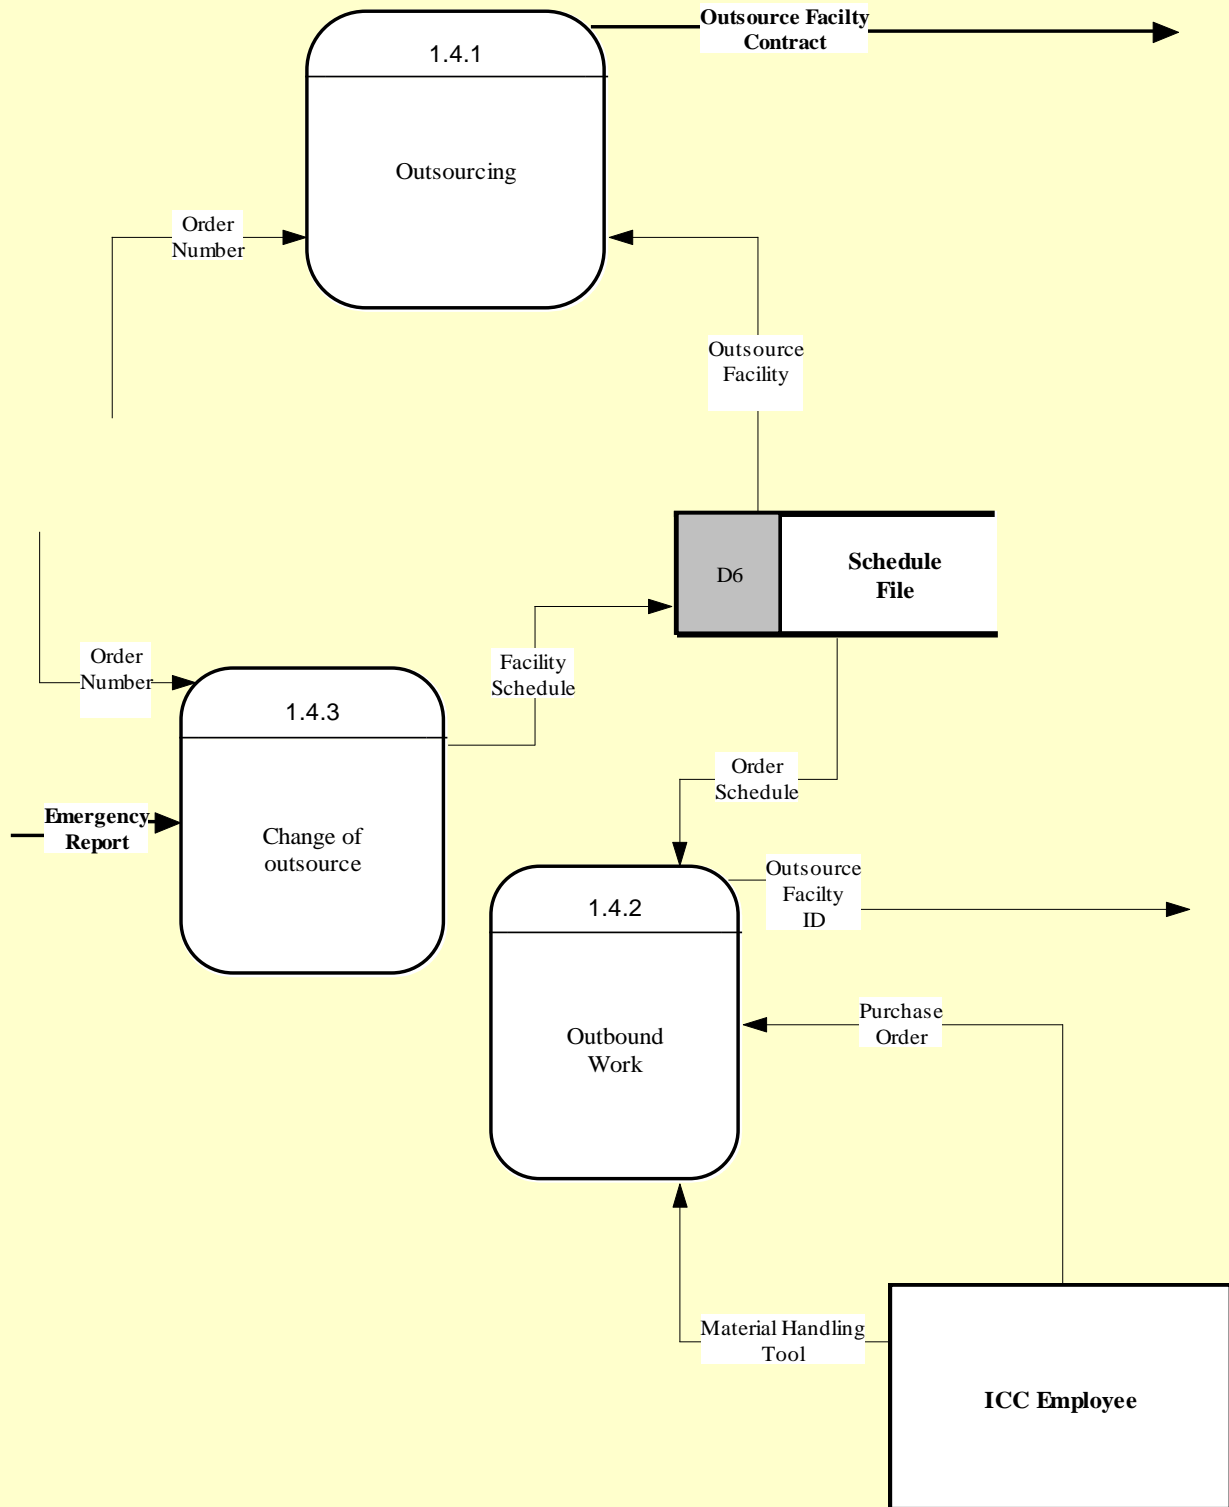 Outsource Facilty
Contract
1.4.1
Outsourcing
Order
Number
Outsource
Facility
D6
Schedule
File
Order
Number
Facility
Schedule
1.4.3
Order
Schedule
Emergency
Report
Change of
outsource
Outsource
Facilty
ID
1.4.2
Purchase
Order
Outbound
Work
Material Handling
Tool
ICC Employee